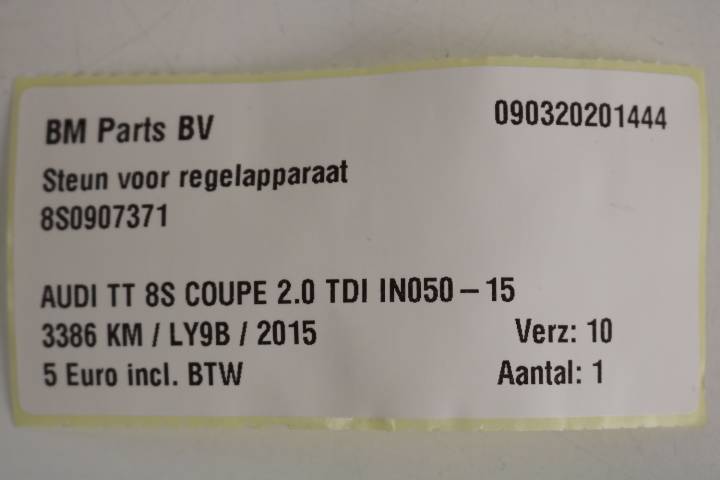 BM Parts BV 090320201444
Steun voor regelapparaat
8S0907371
AUDI TT 8S COUPE 2.0 TDI IN050 – 15
3386 KM / LY9B / 2015 Verz: 10
5 Euro incl. BTW Aantal: 1